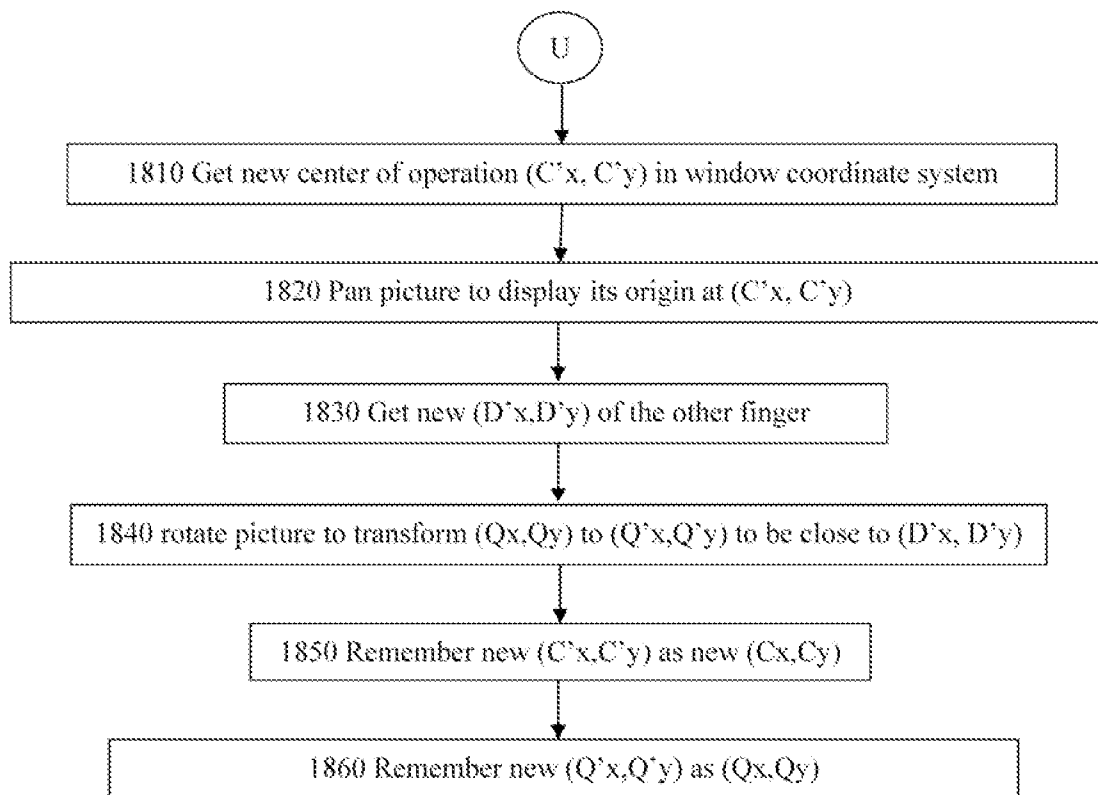 U
1810 Get new center of operation (C'x, C'y) in window coordinate system
1820 Pan picture to display its origin at (C'x, C'y)
1830 Get new (D'x,D'y) of the other finger
1840 rotate picture to transform (Qx,Qy) to (Q'x,Q'y) to be close to (D'x, D'y)
1850 Remember new (C'x,C'y) as new (Cx,Cy)
1860 Remember new (Q'x,Q'y) as (Qx,Qy)